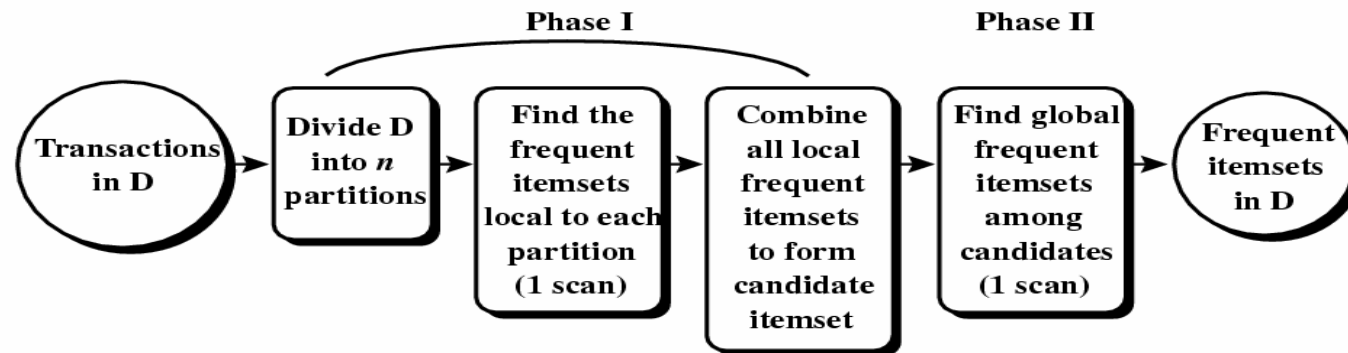 Phase I
Phase II
Transactions
in D
Divide D
into n
partitions
Find the
frequent
itemsets
local to each
partition
(1 scan)
Combine
all local
frequent
itemsets
to form
candidate
itemset
Find global
frequent
itemsets
among
candidates
(1 scan)
Frequent
itemsets
in D